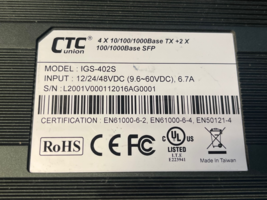 CTC union
4 X 10/100/1000Base TX +2 X
100/1000Base SFP
MODEL : IGS-402S
INPUT : 12/24/48VDC (9.6~60VDC), 6.7A
S/N : L2001V000112016AG0001
CERTIFICATION : EN61000-6-2, EN61000-6-4, EN50121-4
RoHS
FC
CE
UL
US
LISTED
I.T.E
E223941
Made in Taiwan